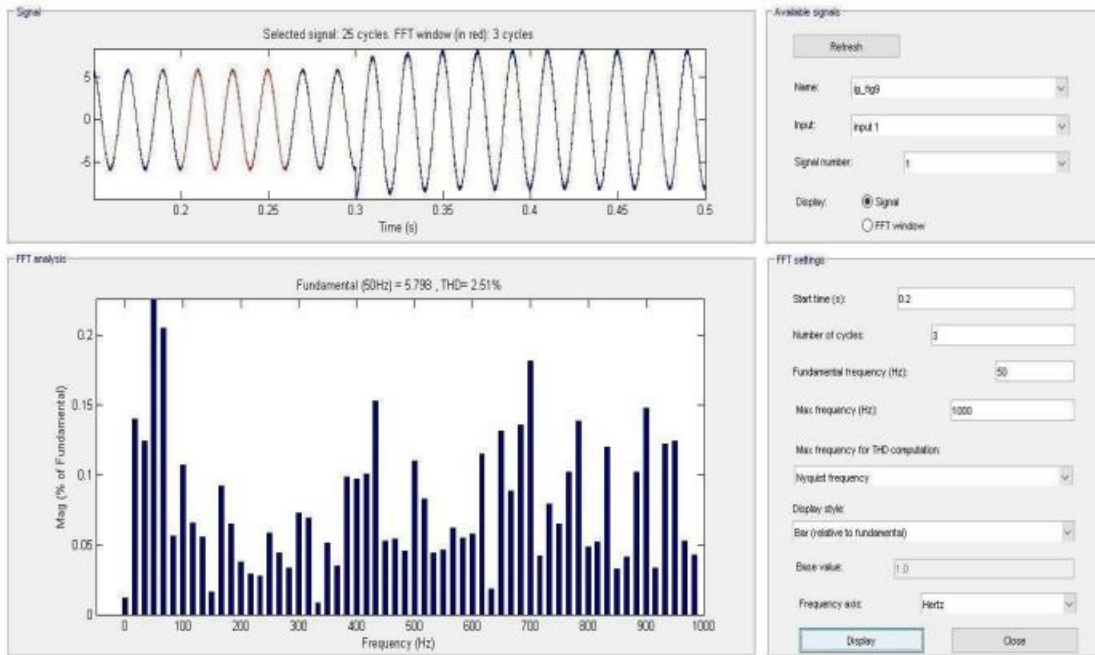 Signal
Selected signal: 25 cycles. FFT window (in red): 3 cycles
5
0
-5
0.2
0.25
0.3
0.35
0.4
0.45
0.5
Time (s)
Available signals
Refresh
Name:
ip_fig9
Input:
input 1
Signal number:
1
Display:
Signal
FFT window
FFT analysis
Fundamental (50Hz) = 5.798 , THD= 2.51%
Mag (% of Fundamental)
0.2
0.15
0.1
0.05
0
0
100
200
300
400
500
600
700
800
900
1000
Frequency (Hz)
FFT settings
Start time (s):
0.2
Number of cycles:
3
Fundamental frequency (Hz):
50
Max frequency (Hz):
1000
Max frequency for THD computation:
Nyquist frequency
Display style:
Bar (relative to fundamental)
Base value:
1.0
Frequency axis:
Hertz
Display
Close